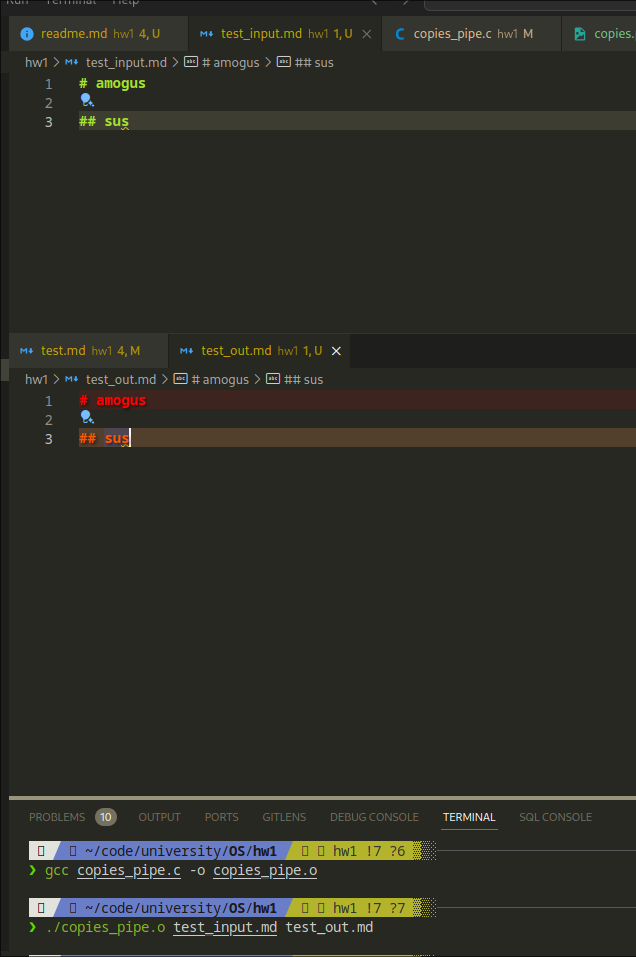 Run Terminal Help
readme.md hw1 4, U test_input.md hw1 1, U copies_pipe.c hw1 M copies.
hw1 > test_input.md > # amogus > ## sus
1 # amogus
2
3 ## sus
test.md hw1 4, M test_out.md hw1 1, U
hw1 > test_out.md > # amogus > ## sus
1 # amogus
2
3 ## sus
PROBLEMS 10 OUTPUT PORTS GITLENS DEBUG CONSOLE TERMINAL SQL CONSOLE
~/code/university/OS/hw1 hw1 !7 ?6
❯ gcc copies_pipe.c -o copies_pipe.o
~/code/university/OS/hw1 hw1 !7 ?7
❯ ./copies_pipe.o test_input.md test_out.md